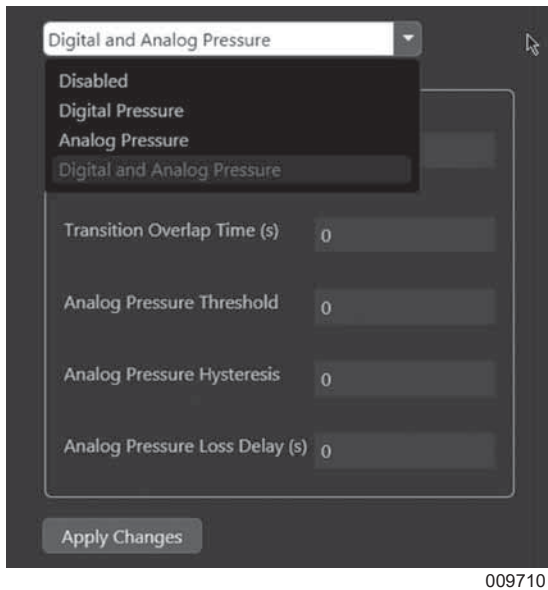 Digital and Analog Pressure
Disabled
Digital Pressure
Analog Pressure
Digital and Analog Pressure
Transition Overlap Time (s) 0
Analog Pressure Threshold 0
Analog Pressure Hysteresis 0
Analog Pressure Loss Delay (s) 0
Apply Changes
009710